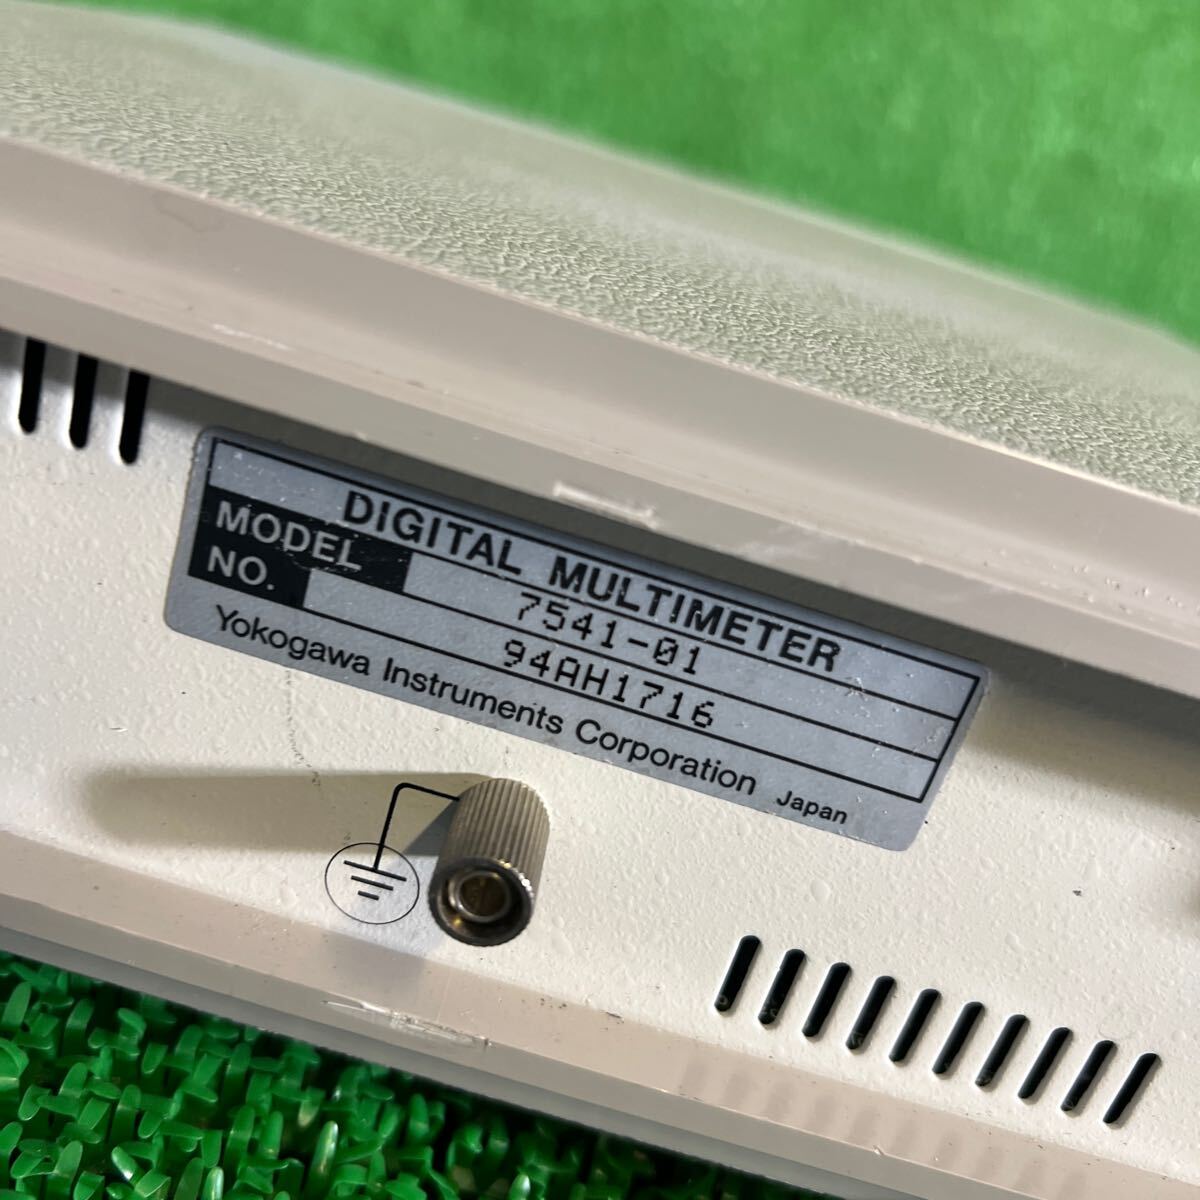 DIGITAL MULTIMETER
MODEL 7541-01
NO. 94AH1716
Yokogawa Instruments Corporation Japan